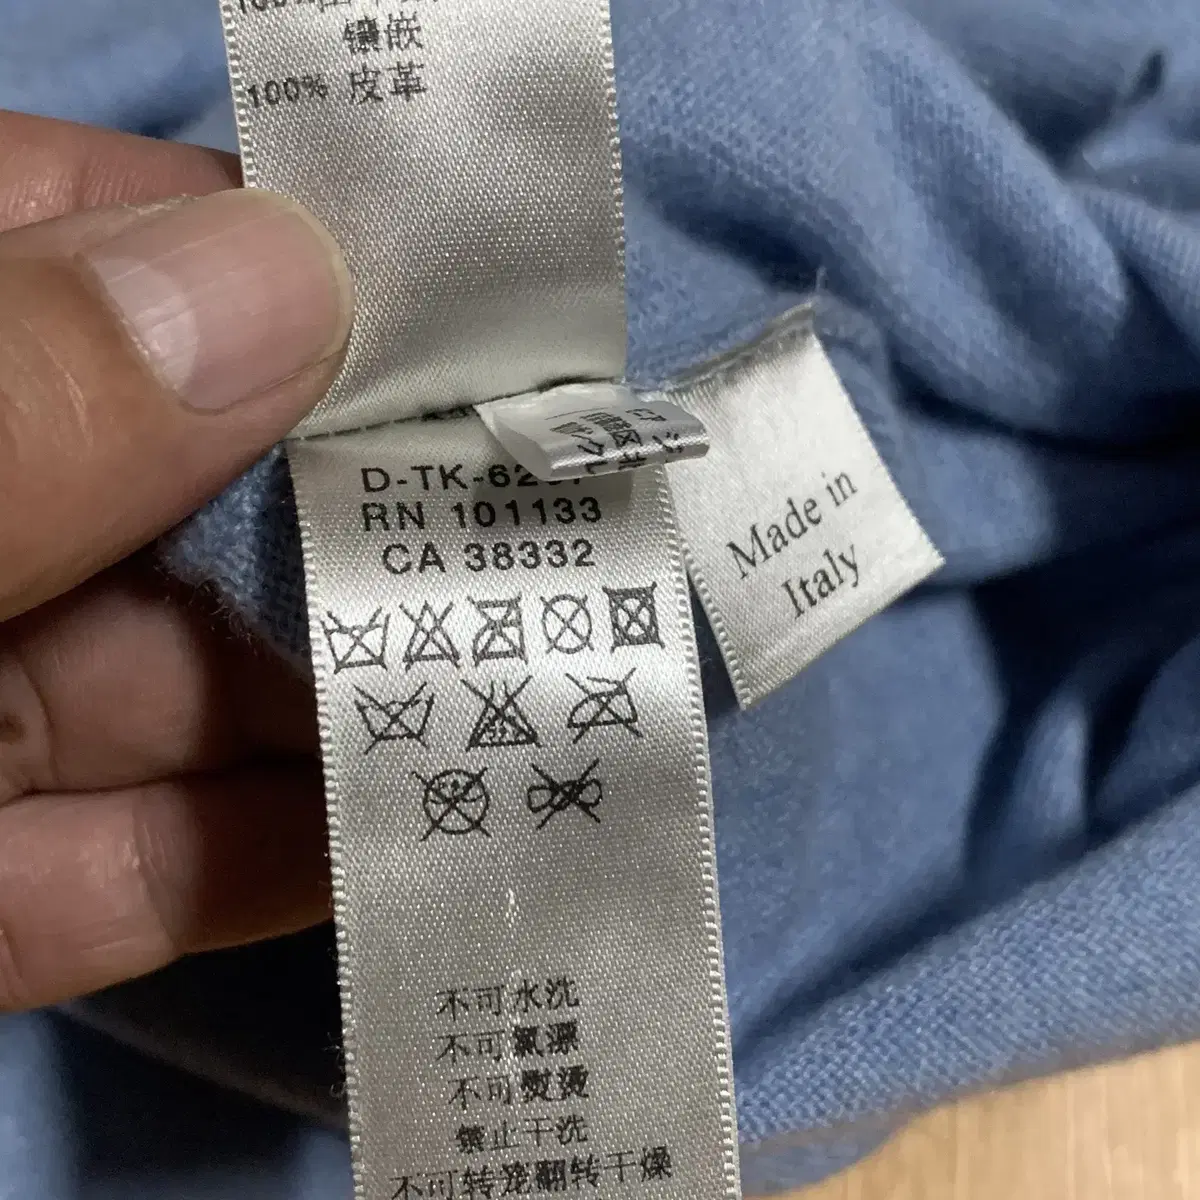 镶嵌
100% 皮革
D-TK-62
RN 101133
CA 38332
Made in
Italy
不可水洗
不可氯漂
不可熨烫
禁止干洗
不可转笼翻转干燥